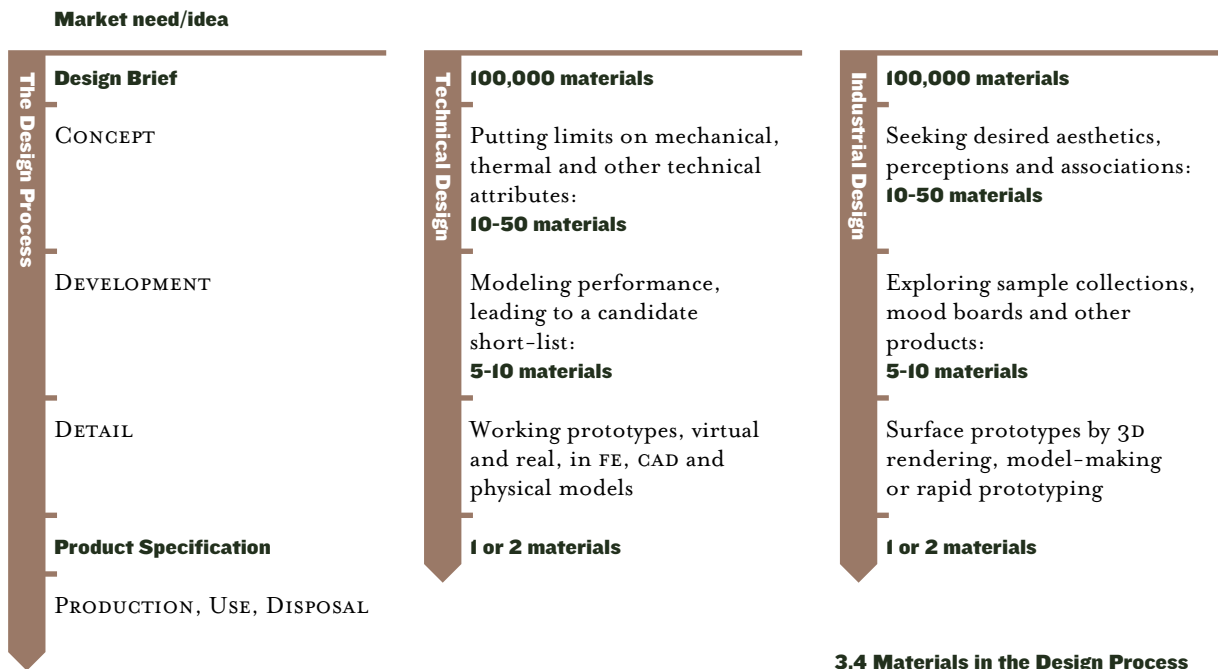 Market need/idea
The Design Process
Design Brief
Concept
Development
Detail
Product Specification
Production, Use, Disposal
Technical Design
100,000 materials
Putting limits on mechanical,
thermal and other technical
attributes:
10-50 materials
Modeling performance,
leading to a candidate
short-list:
5-10 materials
Working prototypes, virtual
and real, in FE, CAD and
physical models
1 or 2 materials
Industrial Design
100,000 materials
Seeking desired aesthetics,
perceptions and associations:
10-50 materials
Exploring sample collections,
mood boards and other
products:
5-10 materials
Surface prototypes by 3D
rendering, model-making
or rapid prototyping
1 or 2 materials
3.4 Materials in the Design Process